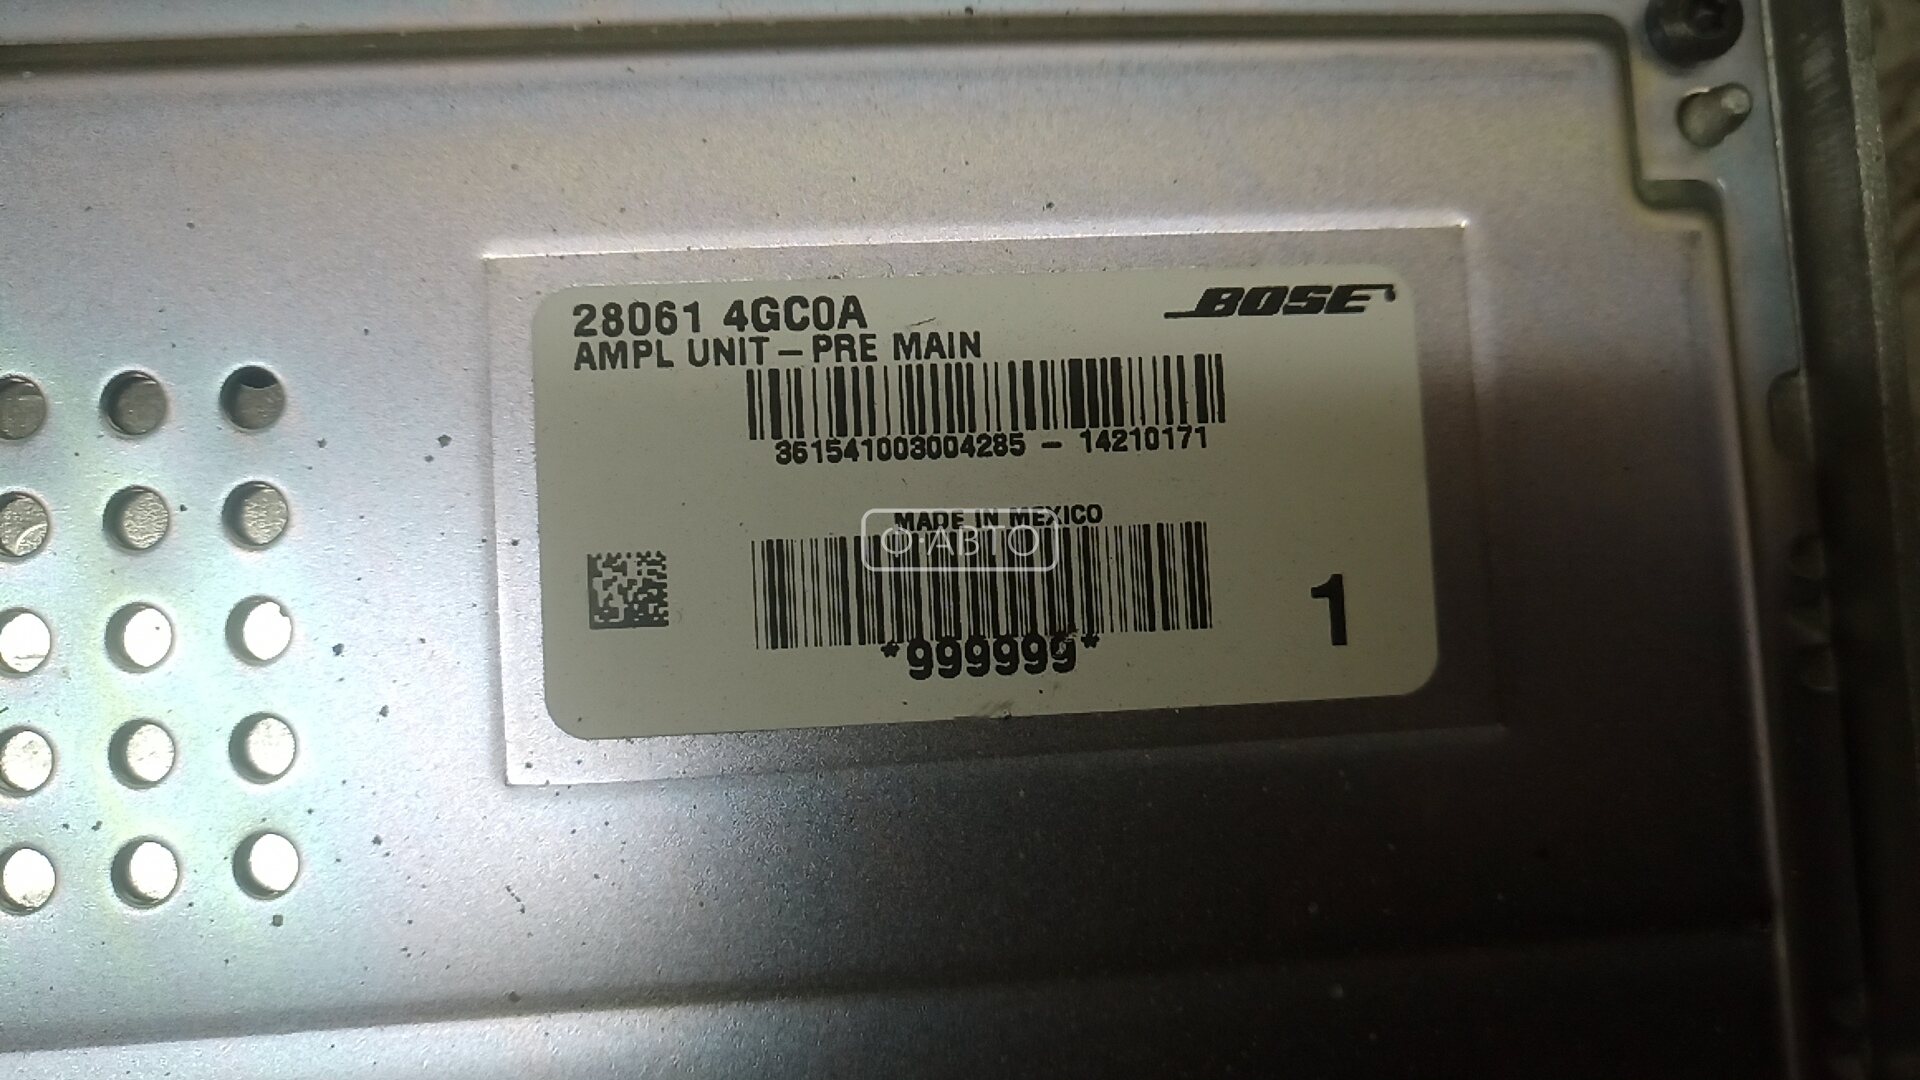 28061 4GC0A
BOSE
AMPL UNIT – PRE MAIN
361541003004285 – 14210171
MADE IN MEXICO
О·АВТО
*999999*
1